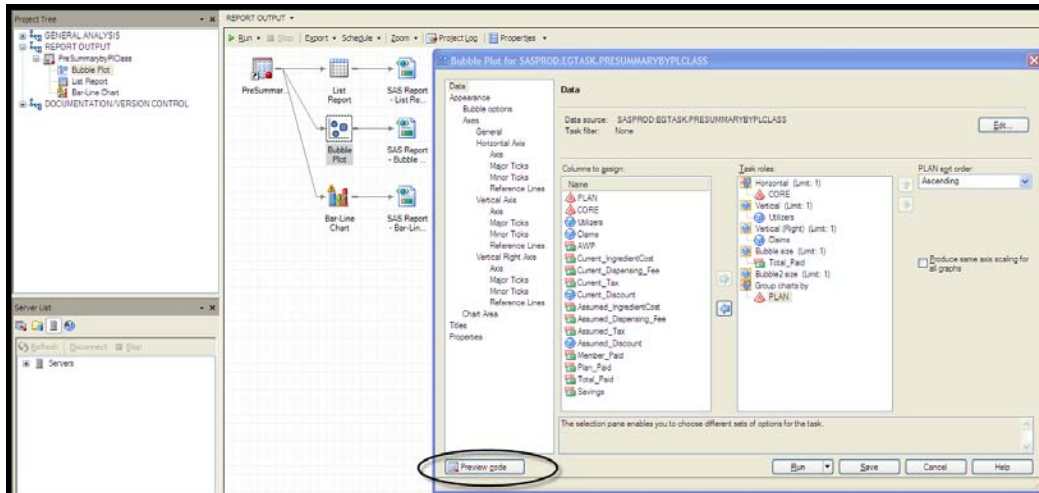 Project Tree
GENERAL ANALYSIS
REPORT OUTPUT
PreSummarybyPlClass
Bubble Plot
List Report
Bar-Line Chart
DOCUMENTATION/VERSION CONTROL
Server List
Refresh Disconnect Stop
Servers
REPORT OUTPUT
Run Stop Export Schedule Zoom Project Log Properties
PreSummar...
List
Report
SAS Report
- List Re...
Bubble
Plot
SAS Report
- Bubble ...
Bar-Line
Chart
SAS Report
- Bar-Lin...
Bubble Plot for SASPROD:EGTASK.PRESUMMARYBYPLCLASS
Data
Appearance
Bubble options
Axes
General
Horizontal Axis
Axis
Major Ticks
Minor Ticks
Reference Lines
Vertical Axis
Axis
Major Ticks
Minor Ticks
Reference Lines
Vertical Right Axis
Axis
Major Ticks
Minor Ticks
Reference Lines
Chart Area
Titles
Properties
Data
Data source: SASPROD:EGTASK.PRESUMMARYBYPLCLASS
Task filter: None
Edit...
Columns to assign:
Name
PLAN
CORE
Utilizers
Claims
AWP
Current_IngredientCost
Current_Dispensing_Fee
Current_Tax
Current_Discount
Assumed_IngredientCost
Assumed_Dispensing_Fee
Assumed_Tax
Assumed_Discount
Member_Paid
Plan_Paid
Total_Paid
Savings
Task roles:
Horizontal (Limit: 1)
CORE
Vertical (Limit: 1)
Utilizers
Vertical (Right) (Limit: 1)
Claims
Bubble size (Limit: 1)
Total_Paid
Bubble2 size (Limit: 1)
Group charts by
PLAN
PLAN sort order:
Ascending
Produce same axis scaling for
all graphs
The selection pane enables you to choose different sets of options for the task.
Preview code
Run Save Cancel Help